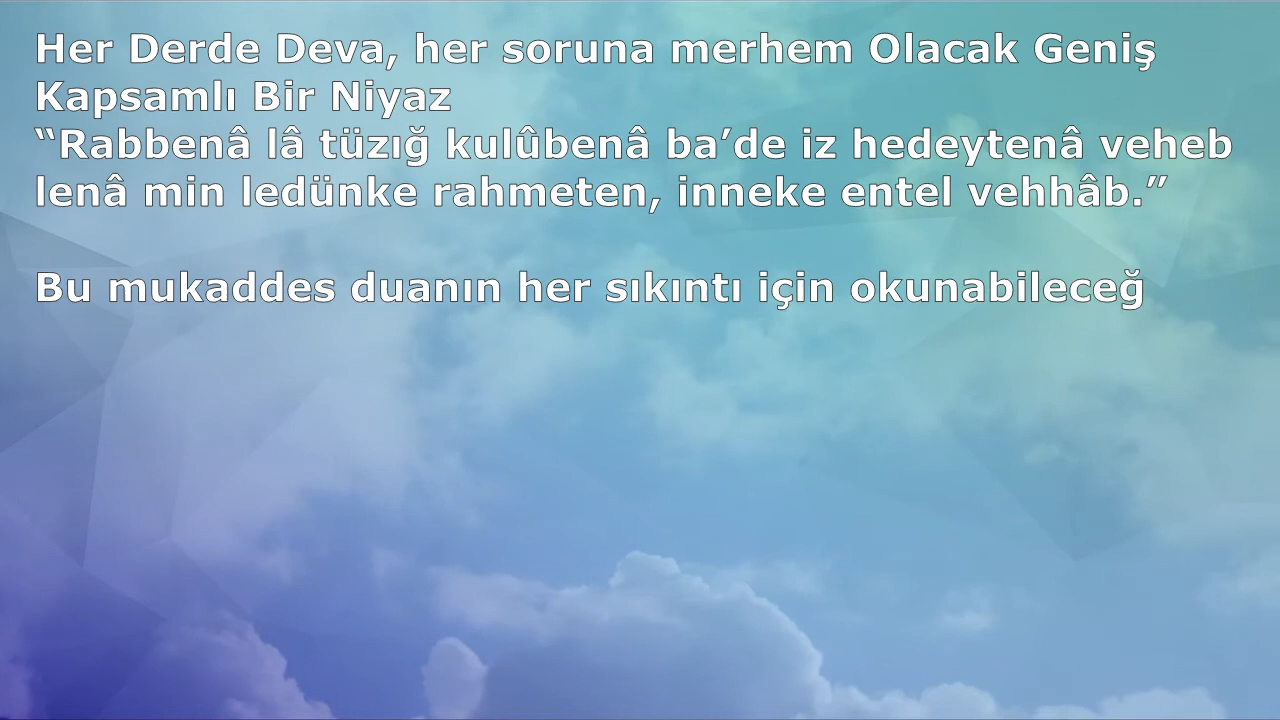 Her Derde Deva, her soruna merhem Olacak Geniş
Kapsamlı Bir Niyaz
“Rabbenâ lâ tüzığ kulûbenâ ba’de iz hedeytenâ veheb
lenâ min ledünke rahmeten, inneke entel vehhâb.”
Bu mukaddes duanın her sıkıntı için okunabileceğ